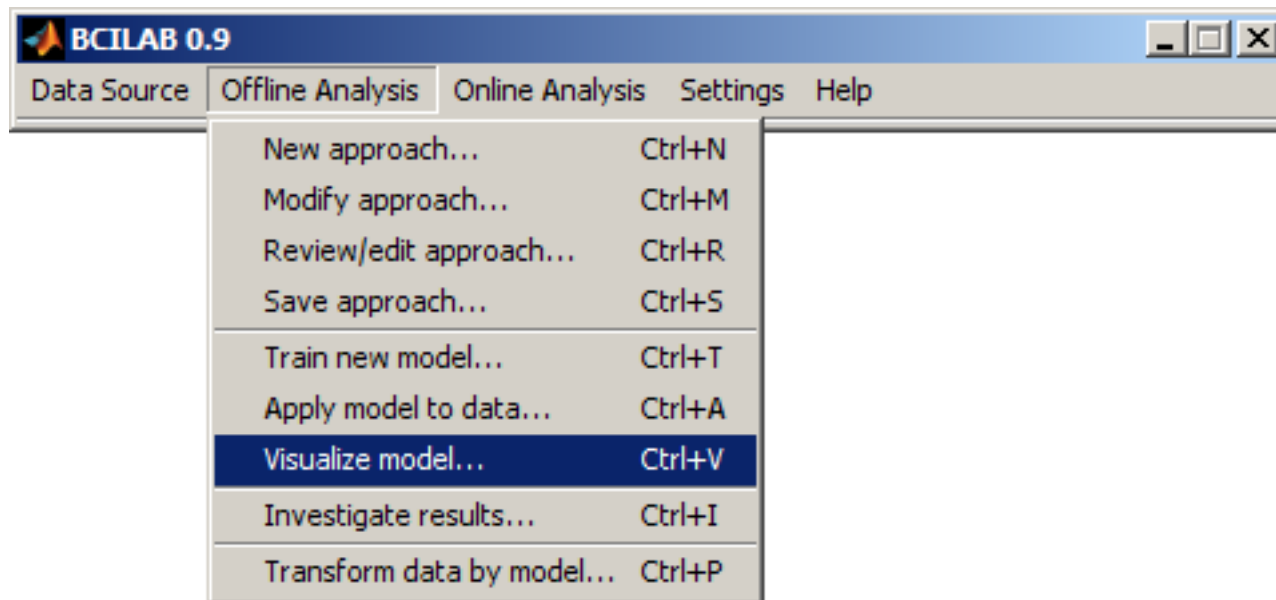 BCILAB 0.9
Data Source Offline Analysis Online Analysis Settings Help
New approach... Ctrl+N
Modify approach... Ctrl+M
Review/edit approach... Ctrl+R
Save approach... Ctrl+S
Train new model... Ctrl+T
Apply model to data... Ctrl+A
Visualize model... Ctrl+V
Investigate results... Ctrl+I
Transform data by model... Ctrl+P